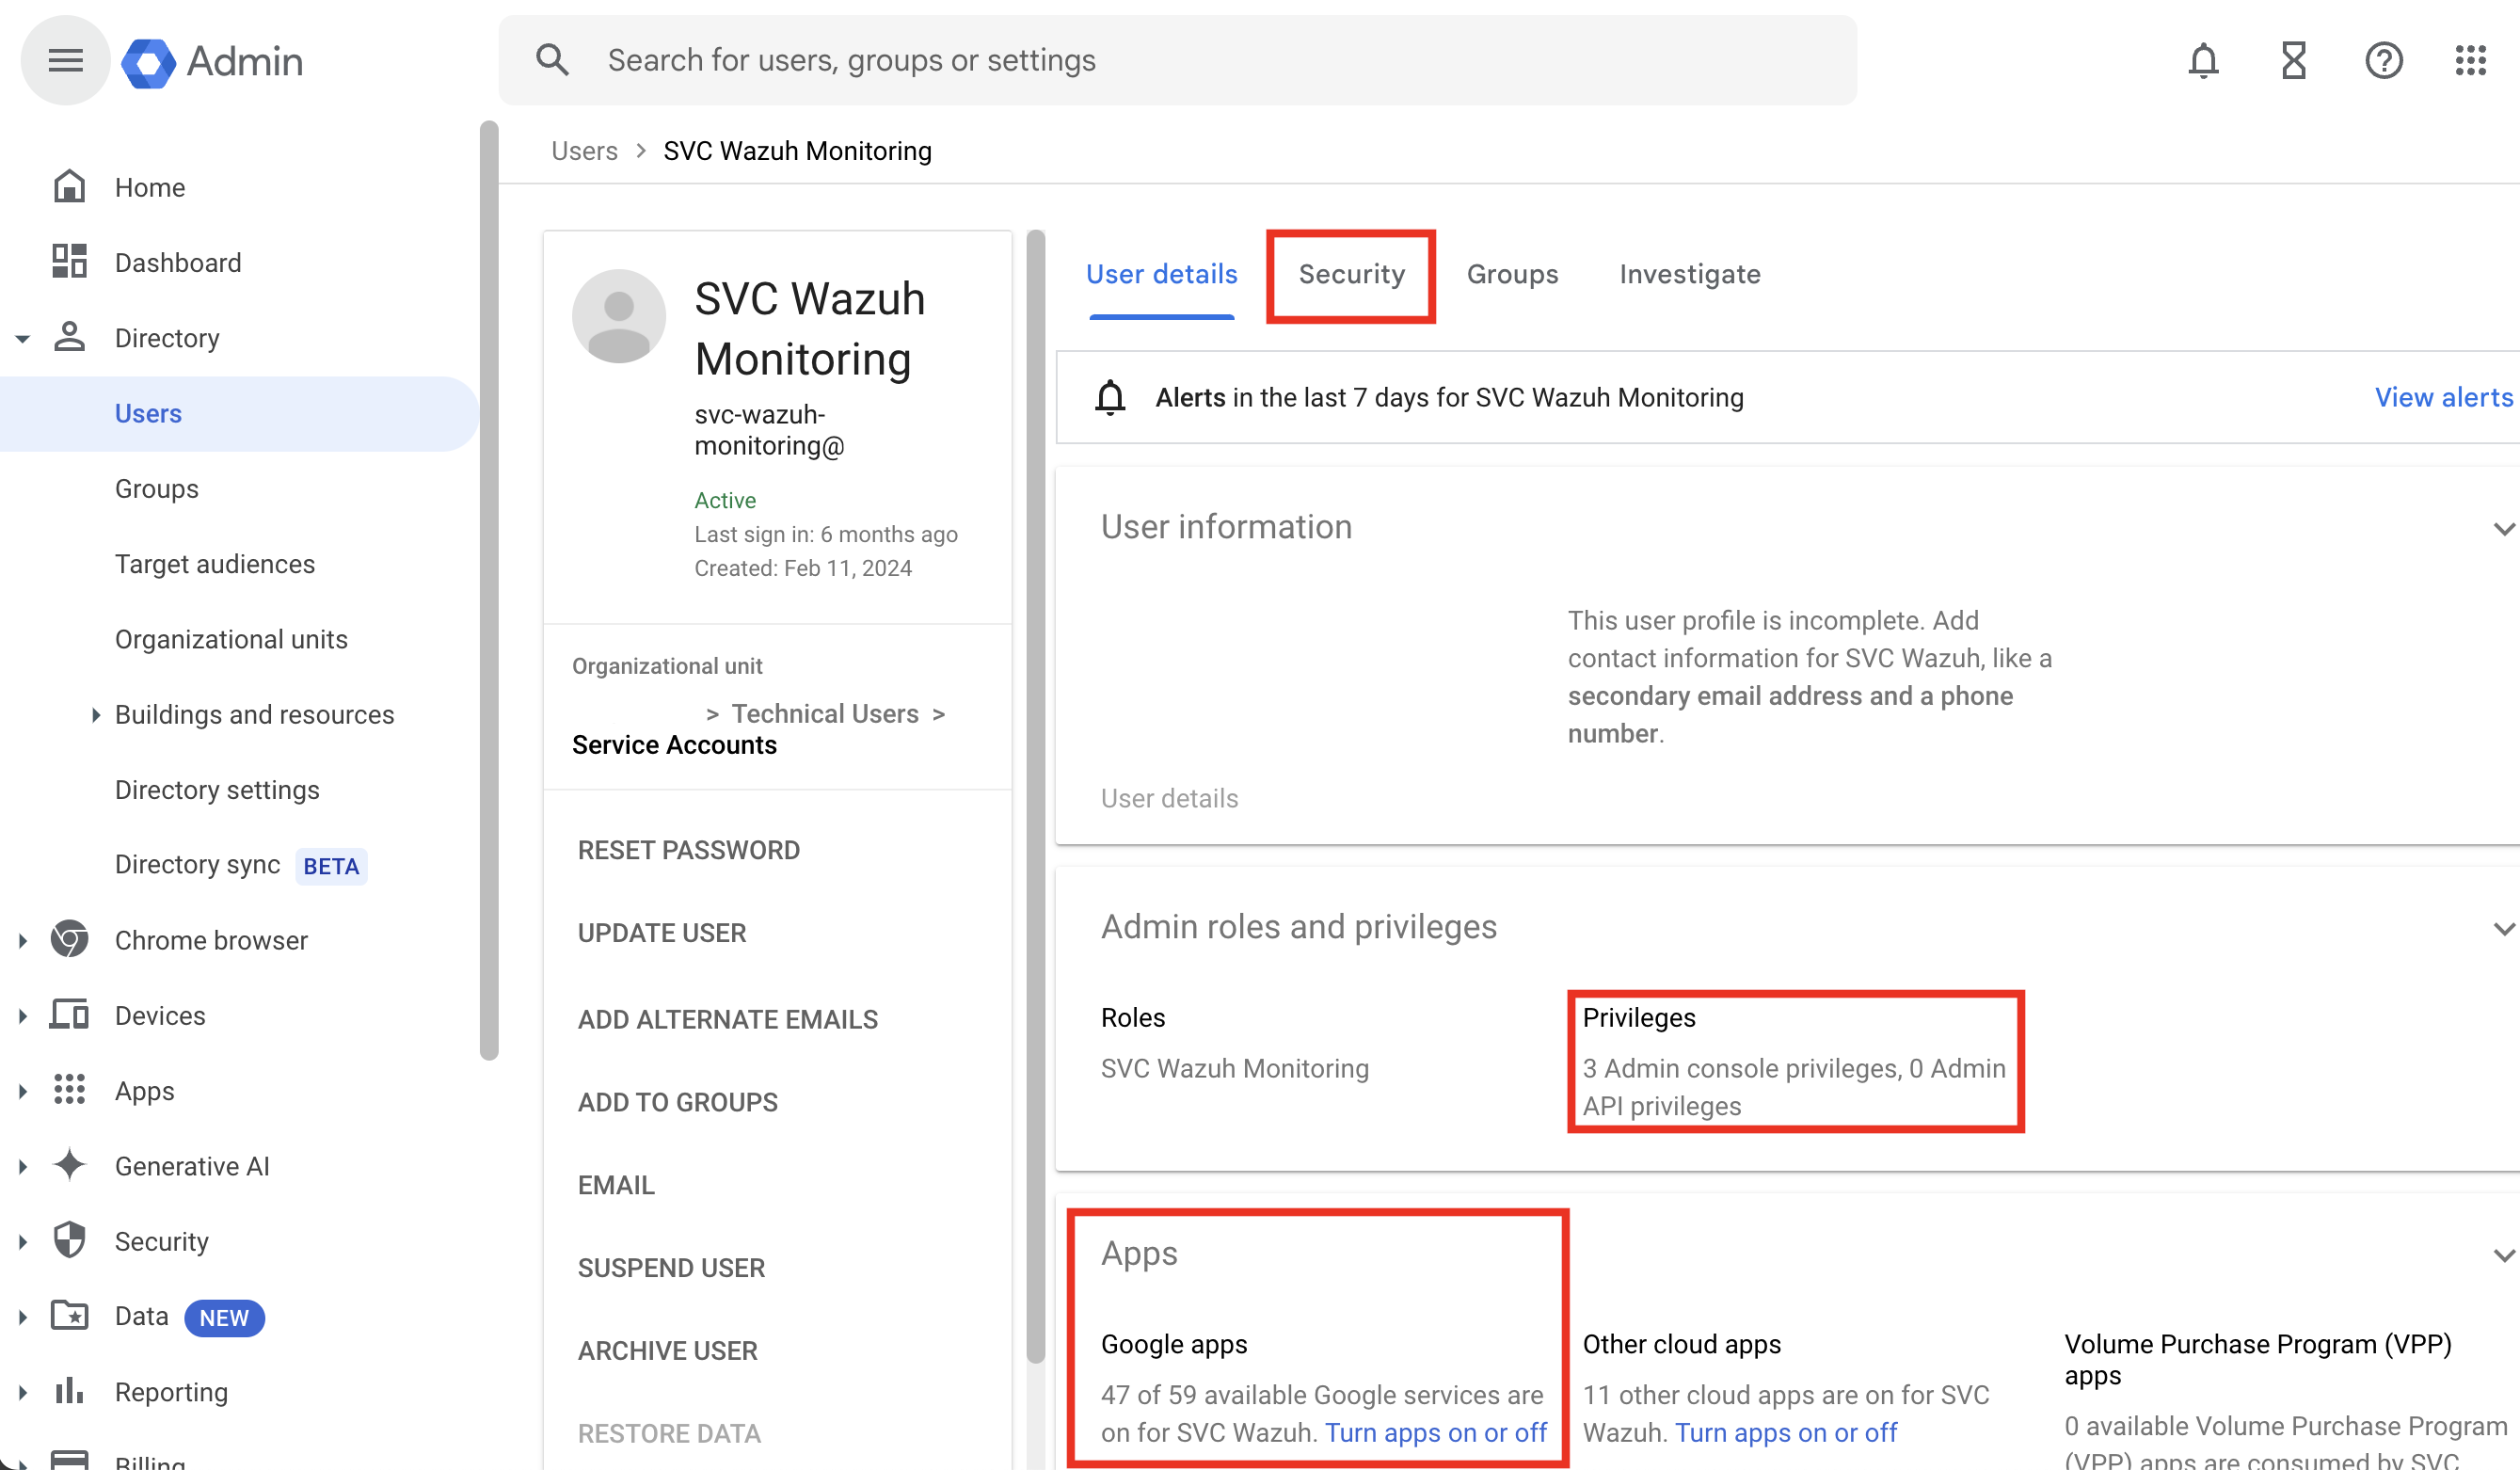 Admin
Search for users, groups or settings
Home
Dashboard
Directory
Users
Groups
Target audiences
Organizational units
Buildings and resources
Directory settings
Directory sync BETA
Chrome browser
Devices
Apps
Generative AI
Security
Data NEW
Reporting
Billing
Users > SVC Wazuh Monitoring
SVC Wazuh
Monitoring
svc-wazuh-
monitoring@
Active
Last sign in: 6 months ago
Created: Feb 11, 2024
Organizational unit
> Technical Users >
Service Accounts
RESET PASSWORD
UPDATE USER
ADD ALTERNATE EMAILS
ADD TO GROUPS
EMAIL
SUSPEND USER
ARCHIVE USER
RESTORE DATA
User details Security Groups Investigate
Alerts in the last 7 days for SVC Wazuh Monitoring View alerts
User information
This user profile is incomplete. Add
contact information for SVC Wazuh, like a
secondary email address and a phone
number.
User details
Admin roles and privileges
Roles
SVC Wazuh Monitoring
Privileges
3 Admin console privileges, 0 Admin
API privileges
Apps
Google apps
47 of 59 available Google services are
on for SVC Wazuh. Turn apps on or off
Other cloud apps
11 other cloud apps are on for SVC
Wazuh. Turn apps on or off
Volume Purchase Program (VPP)
apps
0 available Volume Purchase Program
(VPP) apps are consumed by SVC